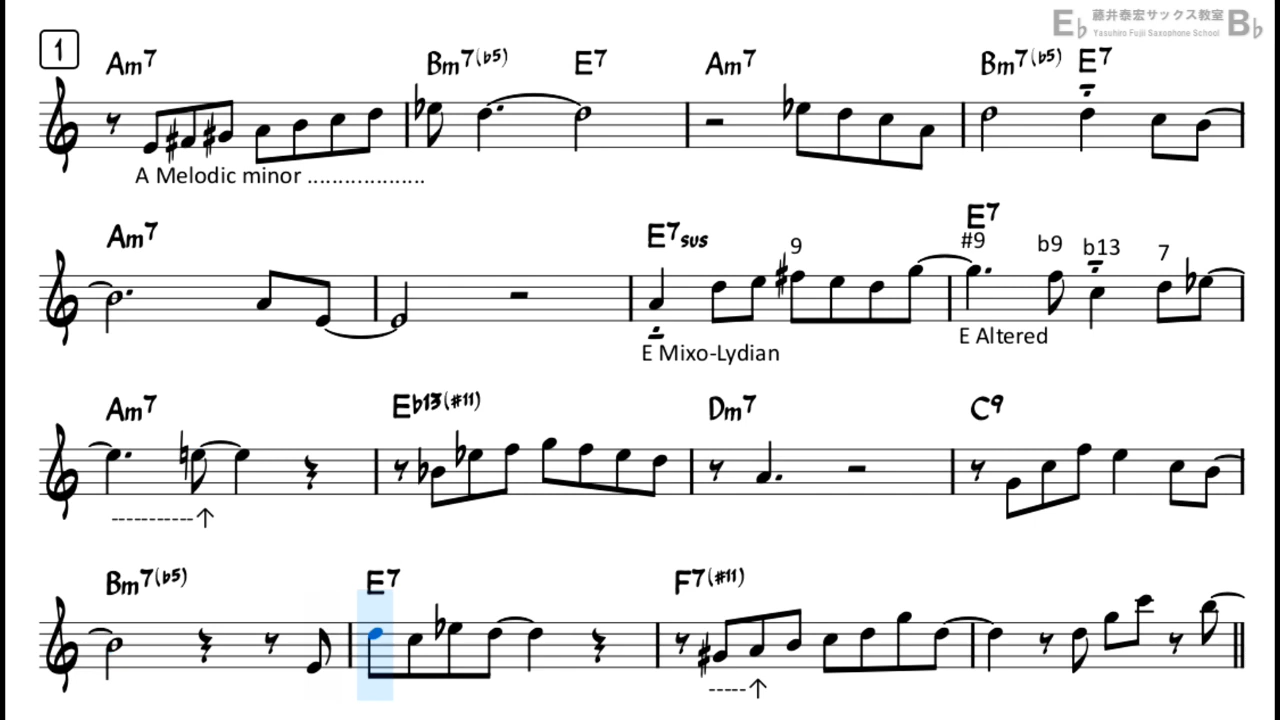 E♭ 藤井泰宏サックス教室 B♭
Yasuhiro Fujii Saxophone School
1
Am7 Bm7(b5) E7 Am7 Bm7(b5) E7
A Melodic minor ...................
Am7 E7sus E7
9 #9 b9 b13 7
E Mixo-Lydian E Altered
Am7 Eb13(#11) Dm7 C9
-----------↑
Bm7(b5) E7 F7(#11)
-----↑